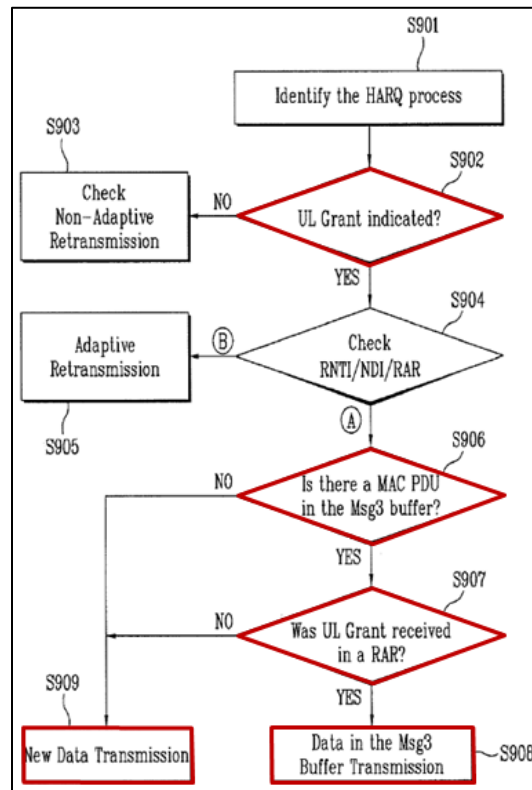 S901
Identify the HARQ process
S903
S902
Check
Non-Adaptive
Retransmission
NO
UL Grant indicated?
YES
S904
Adaptive
Retransmission
B
Check
RNTI/NDI/RAR
S905
A
S906
NO
Is there a MAC PDU
in the Msg3 buffer?
YES
S907
NO
Was UL Grant received
in a RAR?
YES
S909
New Data Transmission
Data in the Msg3
Buffer Transmission
S908